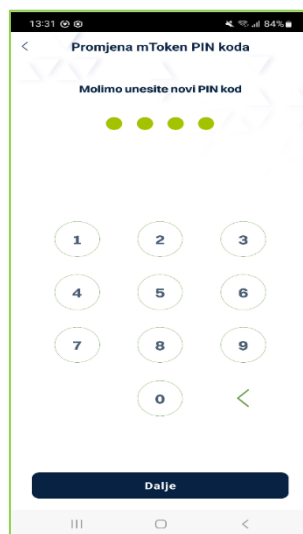 13:31 84%
Promjena mToken PIN koda
Molimo unesite novi PIN kod
1 2 3
4 5 6
7 8 9
0
Dalje